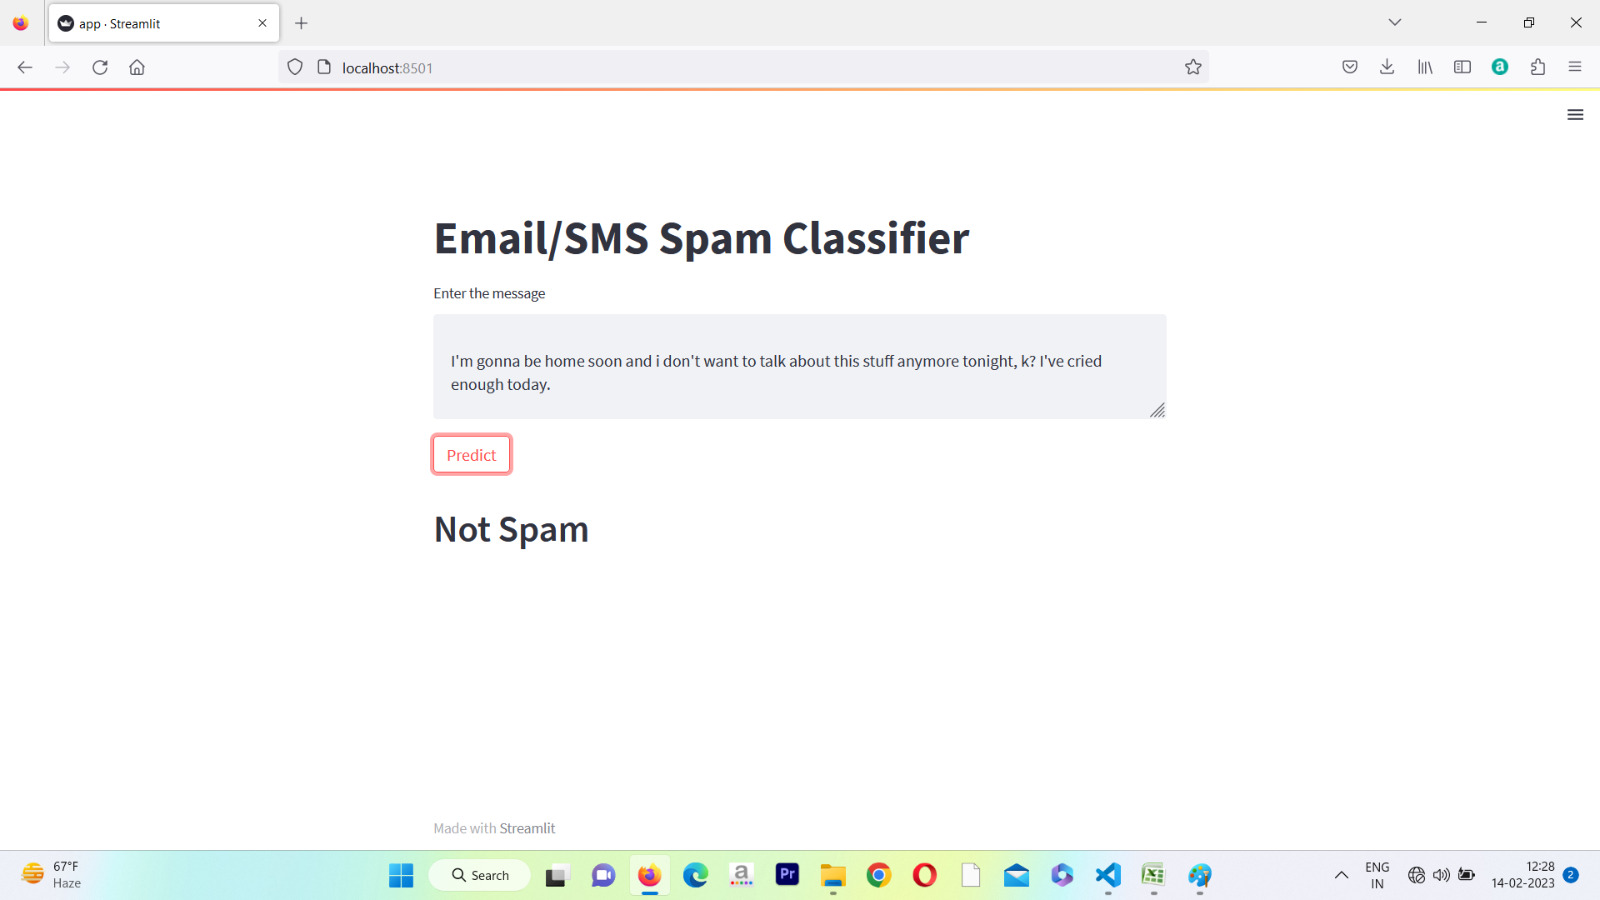 app · Streamlit
localhost:8501
Email/SMS Spam Classifier
Enter the message
I'm gonna be home soon and i don't want to talk about this stuff anymore tonight, k? I've cried
enough today.
Predict
Not Spam
Made with Streamlit
67°F
Haze
Search
a
Pr
ENG
IN
12:28
14-02-2023
2